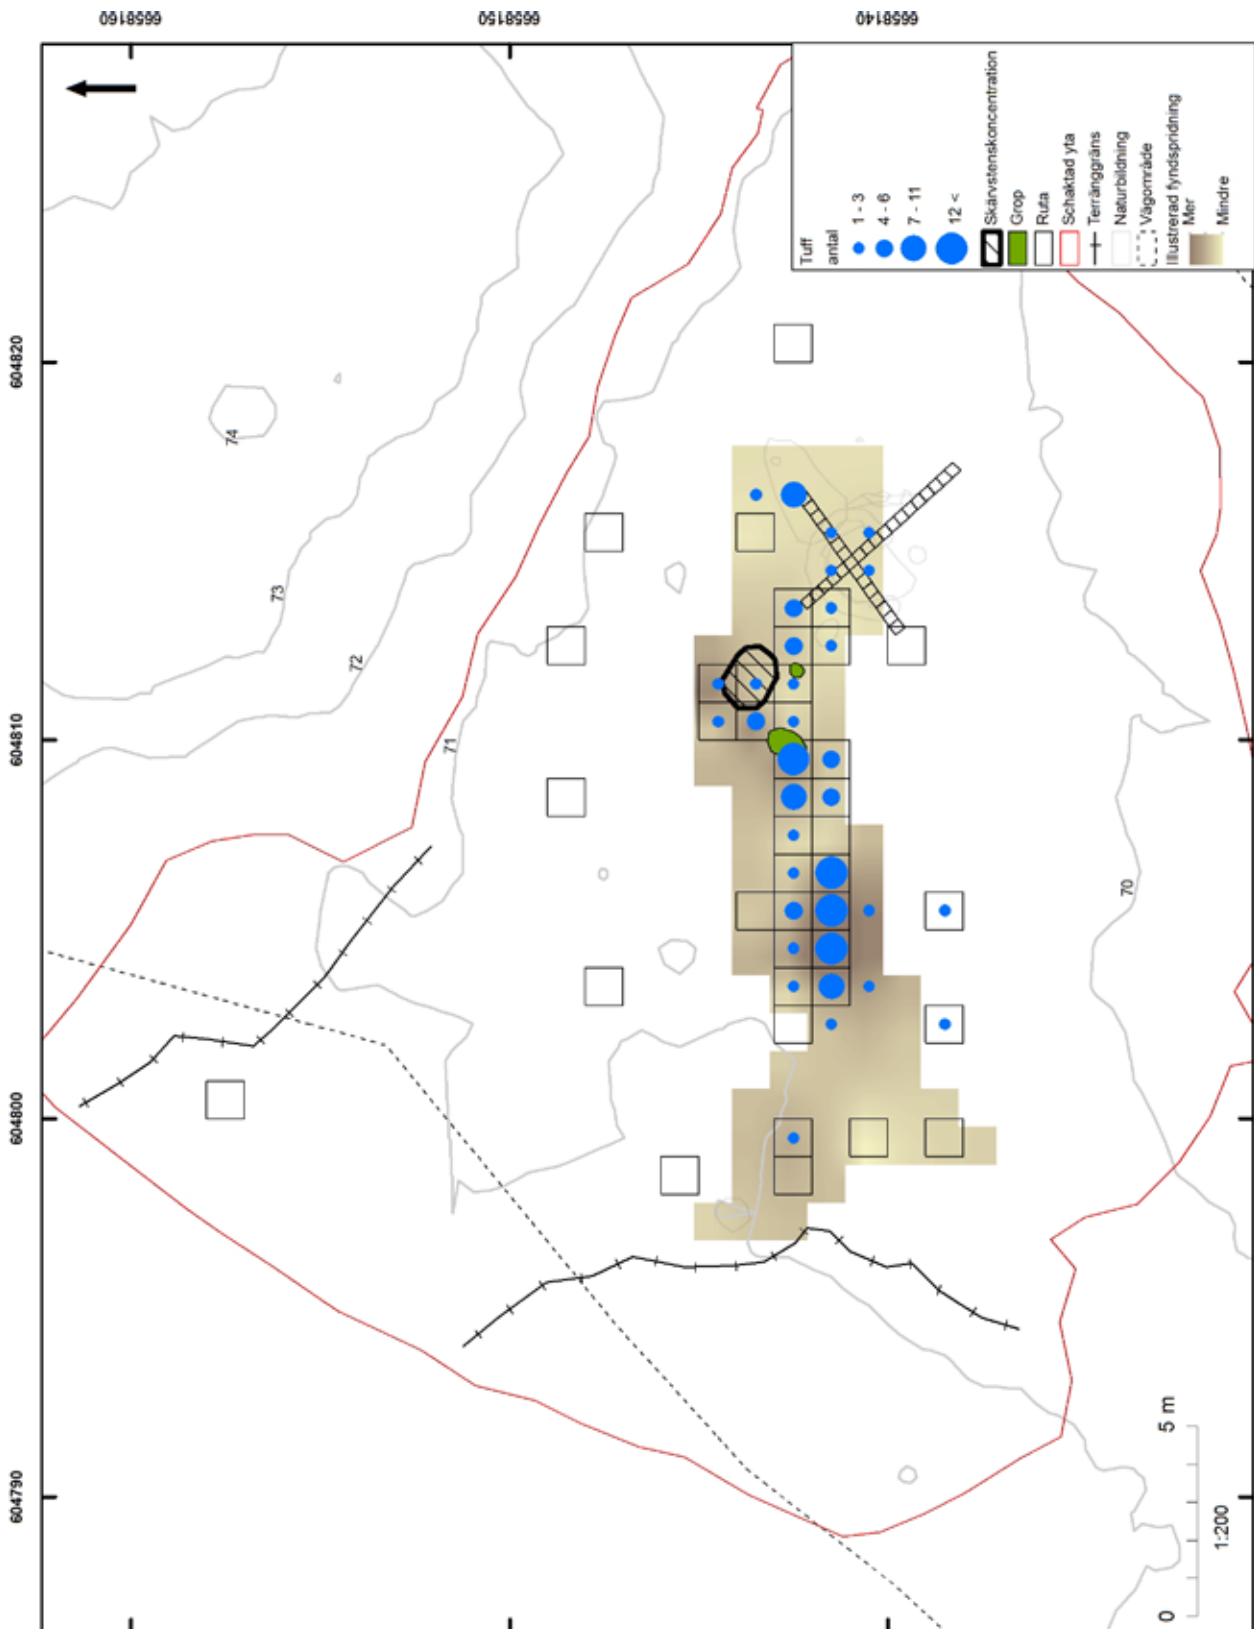 6658160
6658150
6658140
604820
604810
604800
604790
74
73
72
71
70
Tuff
antal
1 - 3
4 - 6
7 - 11
12 <
Skärvstenskoncentration
Grop
Ruta
Schaktad yta
Terränggräns
Naturbildning
Vägområde
Illustrerad fyndspridning
Mer
Mindre
0
5 m
1:200